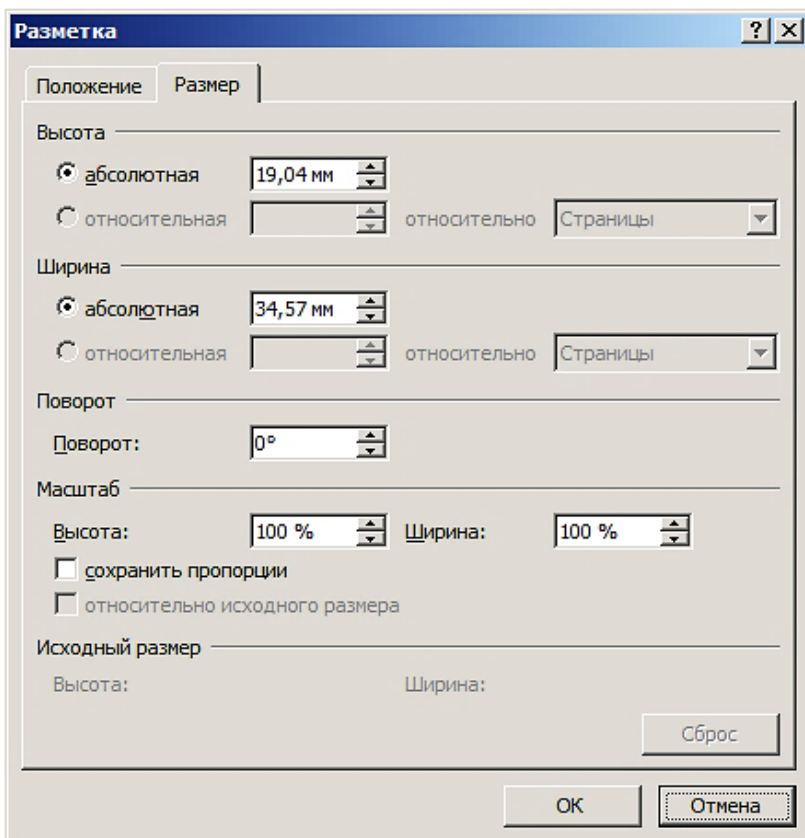 Разметка
Положение Размер
Высота
абсолютная 19,04 мм
относительная относительно Страницы
Ширина
абсолютная 34,57 мм
относительная относительно Страницы
Поворот
Поворот: 0°
Масштаб
Высота: 100 % Ширина: 100 %
сохранить пропорции
относительно исходного размера
Исходный размер
Высота: Ширина:
Сброс
ОК Отмена